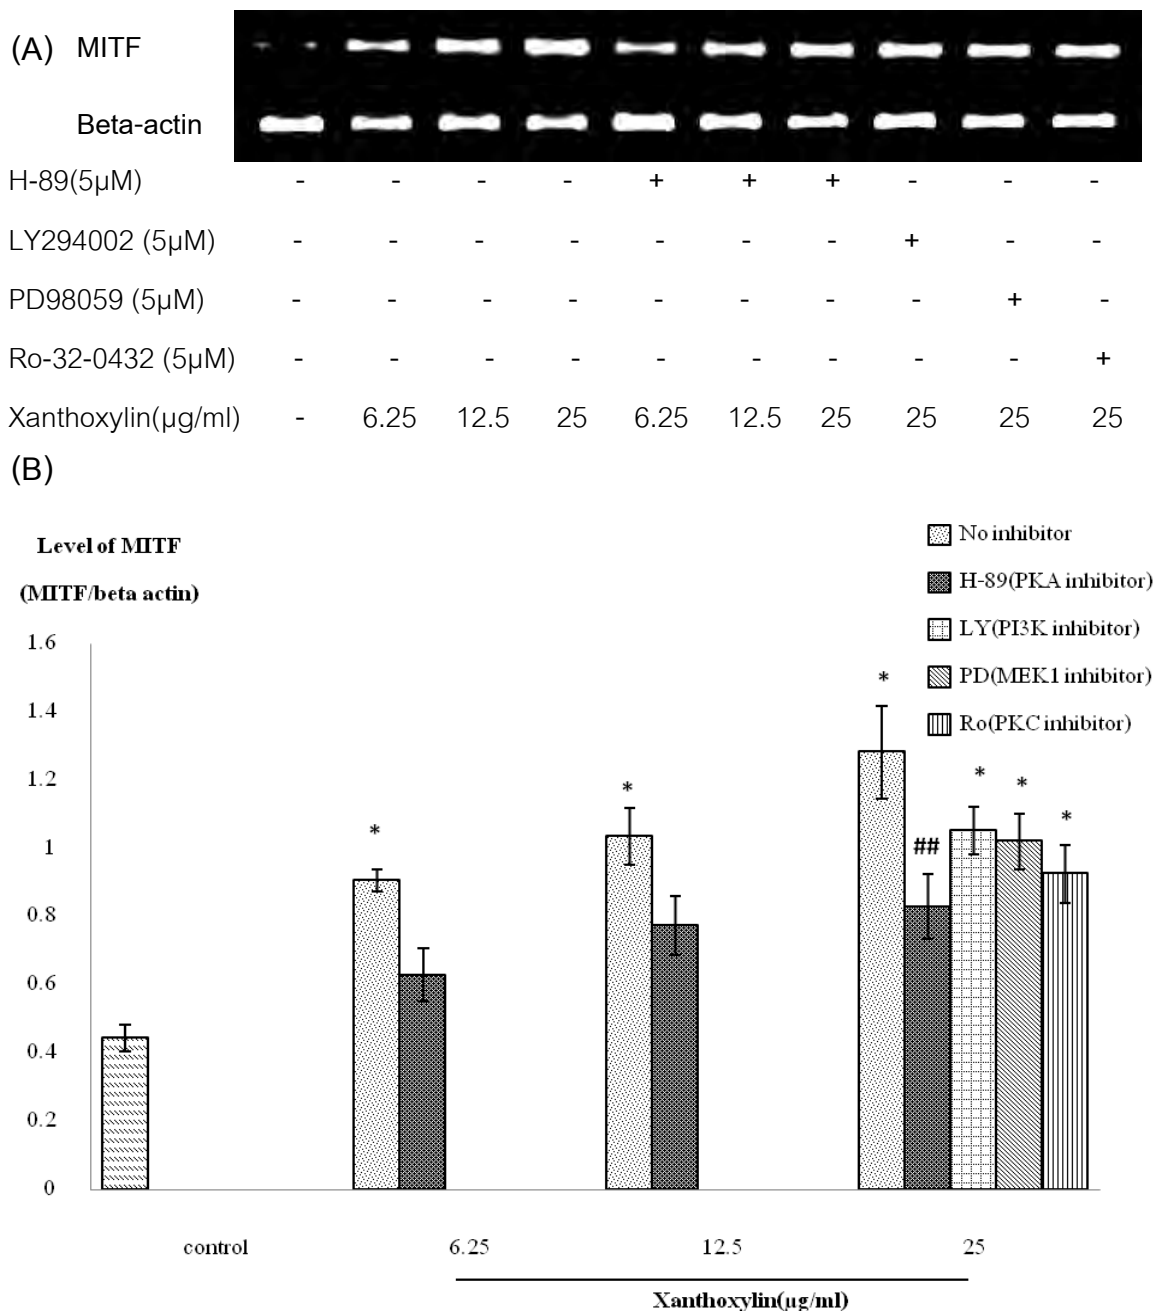 (A) MITF
Beta-actin
H-89(5µM) - - - - + + + - - -
LY294002 (5µM) - - - - - - - + - -
PD98059 (5µM) - - - - - - - - + -
Ro-32-0432 (5µM) - - - - - - - - - +
Xanthoxylin(µg/ml) - 6.25 12.5 25 6.25 12.5 25 25 25 25
(B)
Level of MITF
(MITF/beta actin)
No inhibitor
H-89(PKA inhibitor)
LY(PI3K inhibitor)
PD(MEK1 inhibitor)
Ro(PKC inhibitor)
1.6
1.4
1.2
1
0.8
0.6
0.4
0.2
0
*
*
*
##
*
*
*
control 6.25 12.5 25
Xanthoxylin(µg/ml)